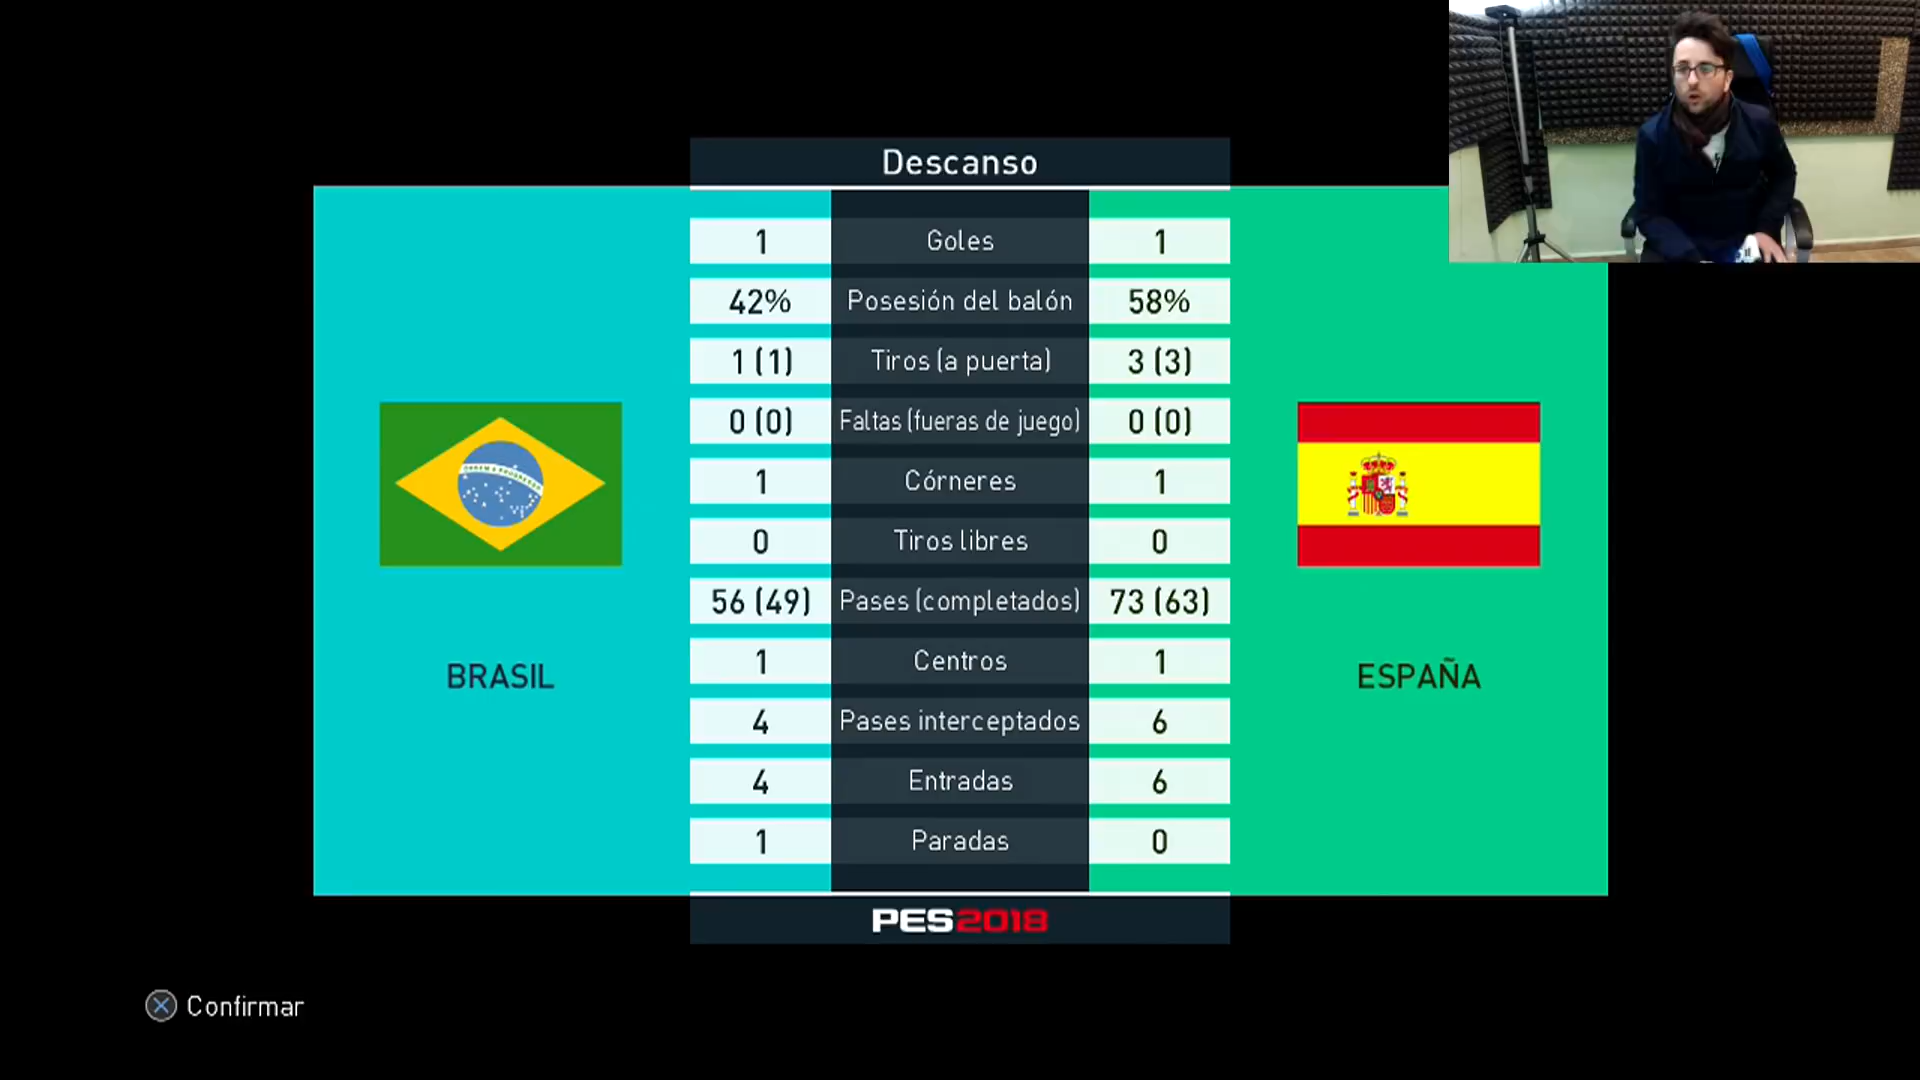 Descanso
1 Goles 1
42% Posesión del balón 58%
1 (1) Tiros (a puerta) 3 (3)
0 (0) Faltas (fueras de juego) 0 (0)
1 Córneres 1
0 Tiros libres 0
56 (49) Pases (completados) 73 (63)
1 Centros 1
4 Pases interceptados 6
4 Entradas 6
1 Paradas 0
BRASIL
ESPAÑA
PES2018
Confirmar